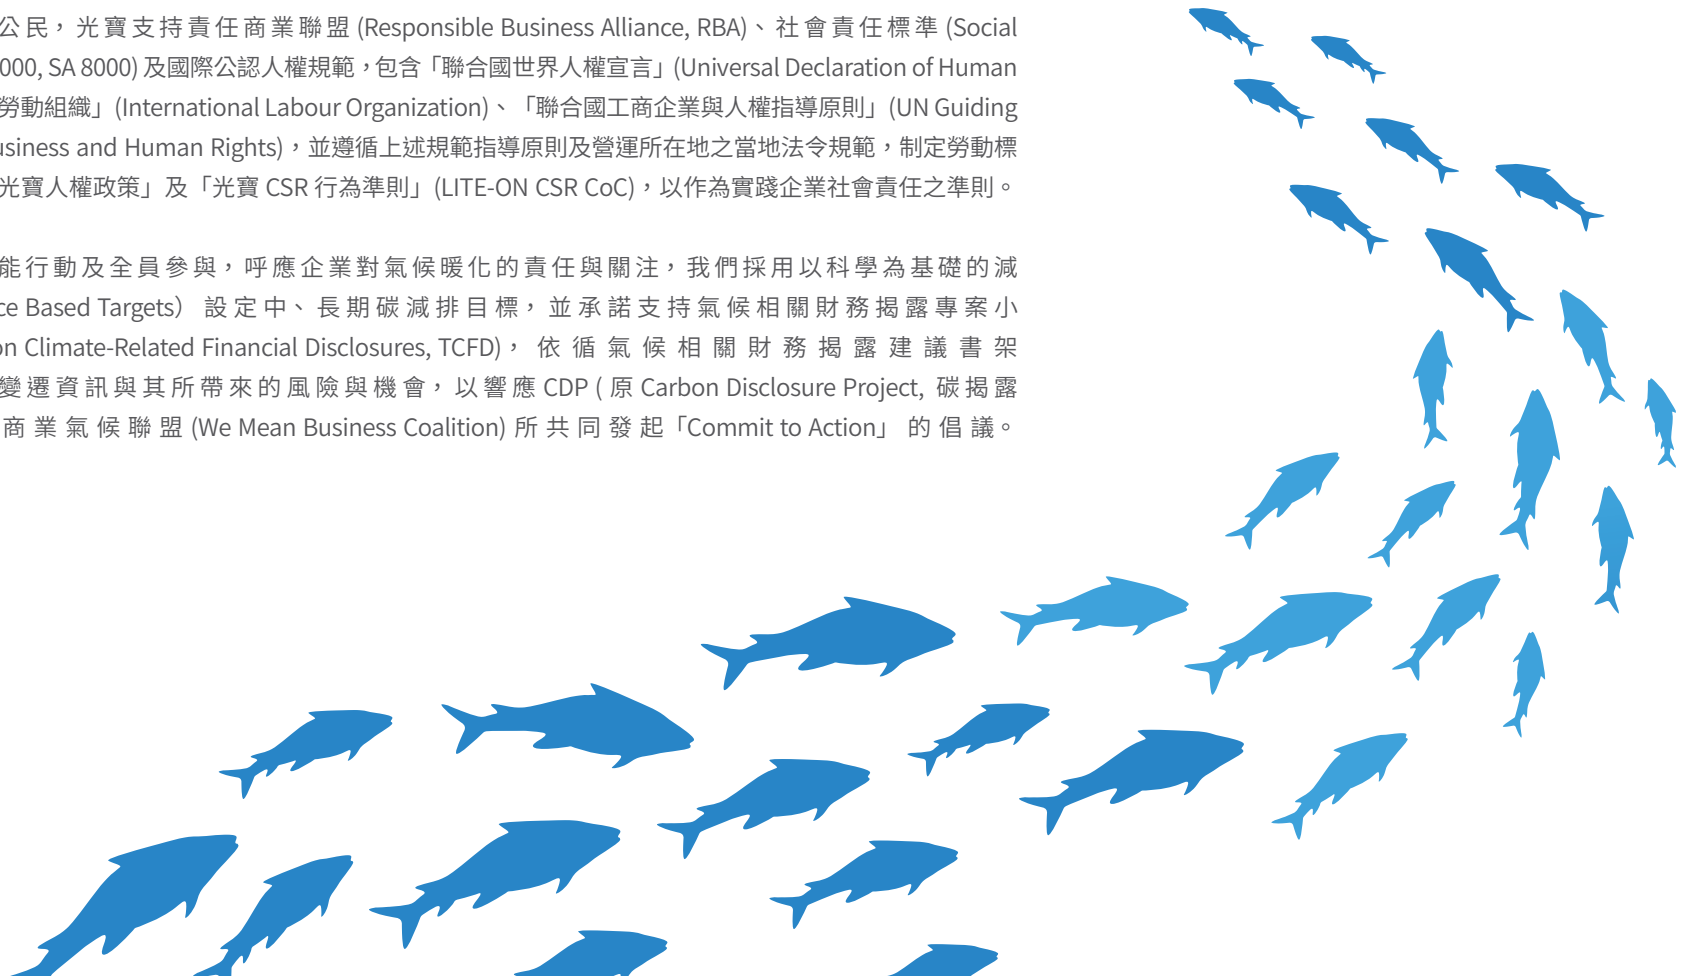 公民，光寶支持責任商業聯盟 (Responsible Business Alliance, RBA)、社會責任標準 (Social
000, SA 8000) 及國際公認人權規範，包含「聯合國世界人權宣言」(Universal Declaration of Human
勞動組織」(International Labour Organization)、「聯合國工商企業與人權指導原則」(UN Guiding
usiness and Human Rights)，並遵循上述規範指導原則及營運所在地之當地法令規範，制定勞動標
光寶人權政策」及「光寶 CSR 行為準則」(LITE-ON CSR CoC)，以作為實踐企業社會責任之準則。
能行動及全員參與，呼應企業對氣候暖化的責任與關注，我們採用以科學為基礎的減
ce Based Targets） 設定中、長期碳減排目標，並承諾支持氣候相關財務揭露專案小
on Climate-Related Financial Disclosures, TCFD)，依循氣候相關財務揭露建議書架
變遷資訊與其所帶來的風險與機會，以響應 CDP ( 原 Carbon Disclosure Project, 碳揭露
商業氣候聯盟 (We Mean Business Coalition) 所共同發起「Commit to Action」的倡議。